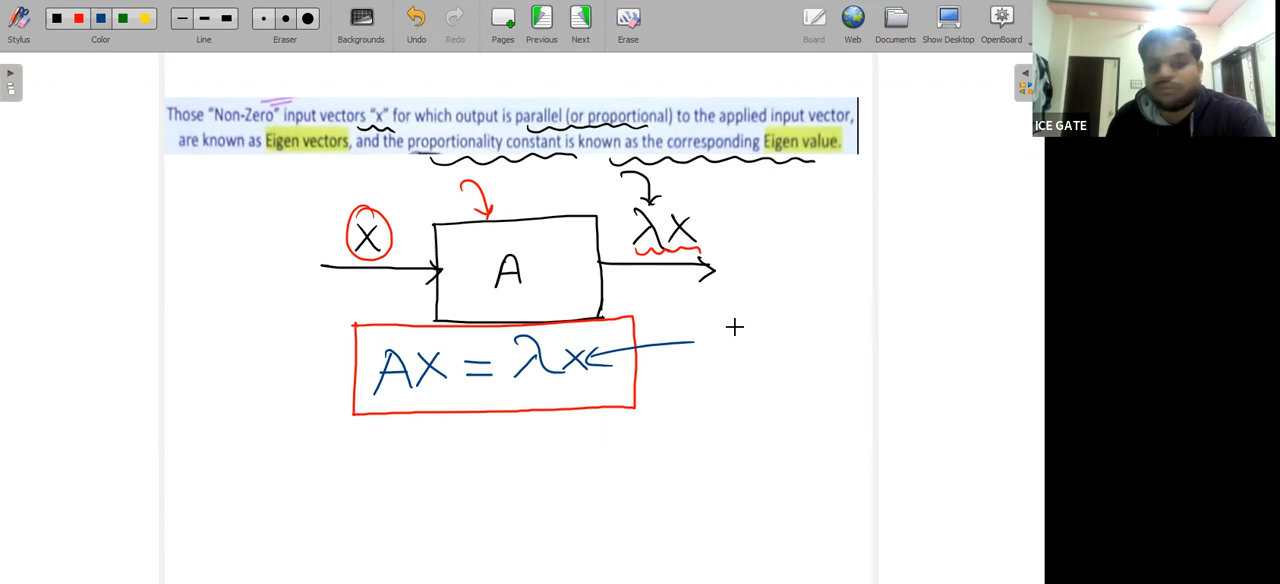 Stylus
Color
Line
Eraser
Backgrounds
Undo
Redo
Pages
Previous
Next
Erase
Board
Web
Documents
Show Desktop
OpenBoard
ICE GATE
Those "Non-Zero" input vectors "x" for which output is parallel (or proportional) to the applied input vector,
are known as Eigen vectors, and the proportionality constant is known as the corresponding Eigen value.
X
A
λX
AX = λx